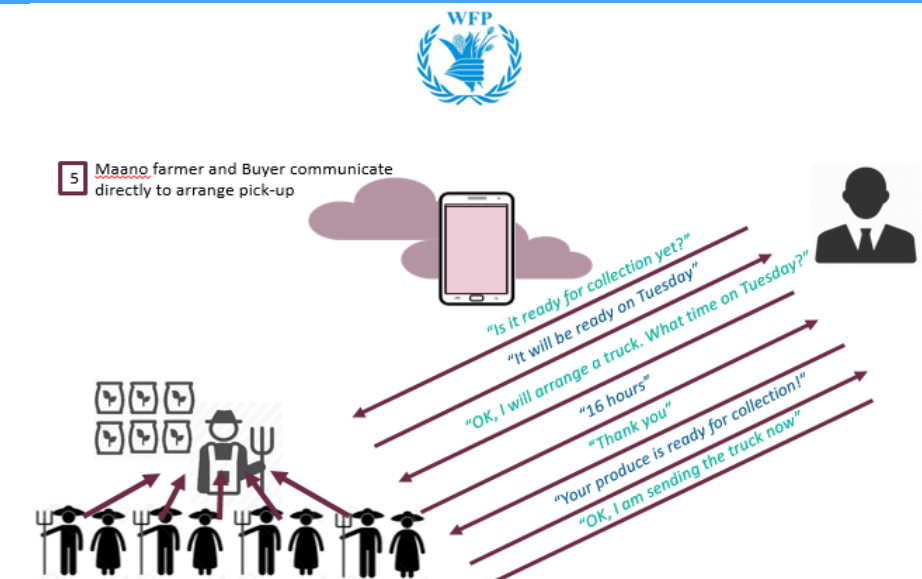 WFP
5
Maano farmer and Buyer communicate
directly to arrange pick-up
“Is it ready for collection yet?”
“It will be ready on Tuesday”
“OK, I will arrange a truck. What time on Tuesday?”
“16 hours”
“Thank you”
“Your produce is ready for collection!”
“OK, I am sending the truck now”